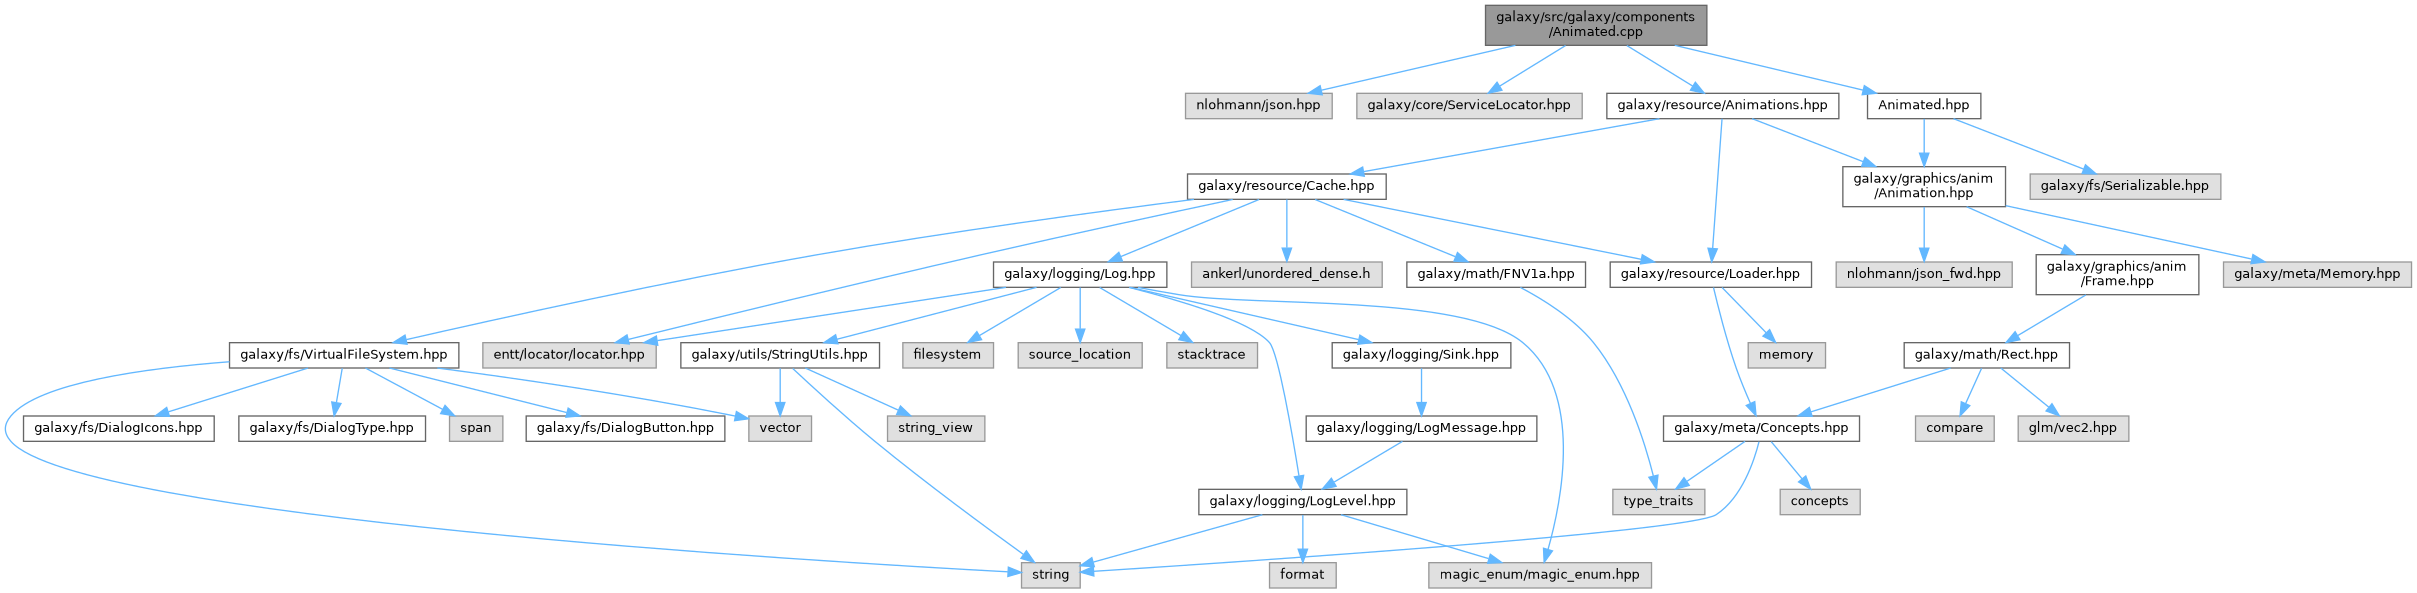 galaxy/src/galaxy/components
/Animated.cpp
nlohmann/json.hpp
galaxy/core/ServiceLocator.hpp
galaxy/resource/Animations.hpp
Animated.hpp
galaxy/resource/Cache.hpp
galaxy/graphics/anim
/Animation.hpp
galaxy/fs/Serializable.hpp
galaxy/logging/Log.hpp
ankerl/unordered_dense.h
galaxy/math/FNV1a.hpp
galaxy/resource/Loader.hpp
nlohmann/json_fwd.hpp
galaxy/graphics/anim
/Frame.hpp
galaxy/meta/Memory.hpp
galaxy/fs/VirtualFileSystem.hpp
entt/locator/locator.hpp
galaxy/utils/StringUtils.hpp
filesystem
source_location
stacktrace
galaxy/logging/Sink.hpp
memory
galaxy/math/Rect.hpp
galaxy/fs/DialogIcons.hpp
galaxy/fs/DialogType.hpp
span
galaxy/fs/DialogButton.hpp
vector
string_view
galaxy/logging/LogMessage.hpp
galaxy/meta/Concepts.hpp
compare
glm/vec2.hpp
galaxy/logging/LogLevel.hpp
type_traits
concepts
string
format
magic_enum/magic_enum.hpp